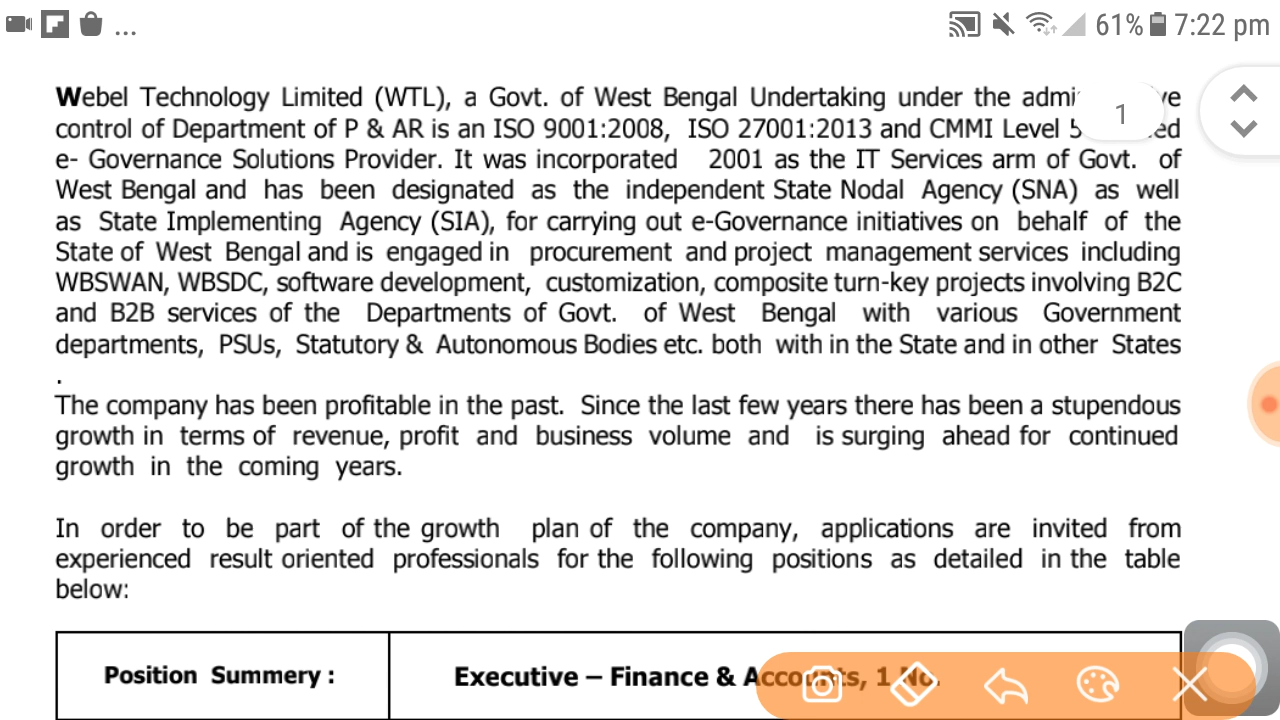 ... 61% 7:22 pm
Webel Technology Limited (WTL), a Govt. of West Bengal Undertaking under the
1
control of Department of P & AR is an ISO 9001:2008, ISO 27001:2013 and CMMI Level 5
e- Governance Solutions Provider. It was incorporated 2001 as the IT Services arm of Govt. of
West Bengal and has been designated as the independent State Nodal Agency (SNA) as well
as State Implementing Agency (SIA), for carrying out e-Governance initiatives on behalf of the
State of West Bengal and is engaged in procurement and project management services including
WBSWAN, WBSDC, software development, customization, composite turn-key projects involving B2C
and B2B services of the Departments of Govt. of West Bengal with various Government
departments, PSUs, Statutory & Autonomous Bodies etc. both with in the State and in other States
.
The company has been profitable in the past. Since the last few years there has been a stupendous
growth in terms of revenue, profit and business volume and is surging ahead for continued
growth in the coming years.
In order to be part of the growth plan of the company, applications are invited from
experienced result oriented professionals for the following positions as detailed in the table
below:
Position Summery : Executive – Finance & Accounts, 1 No.